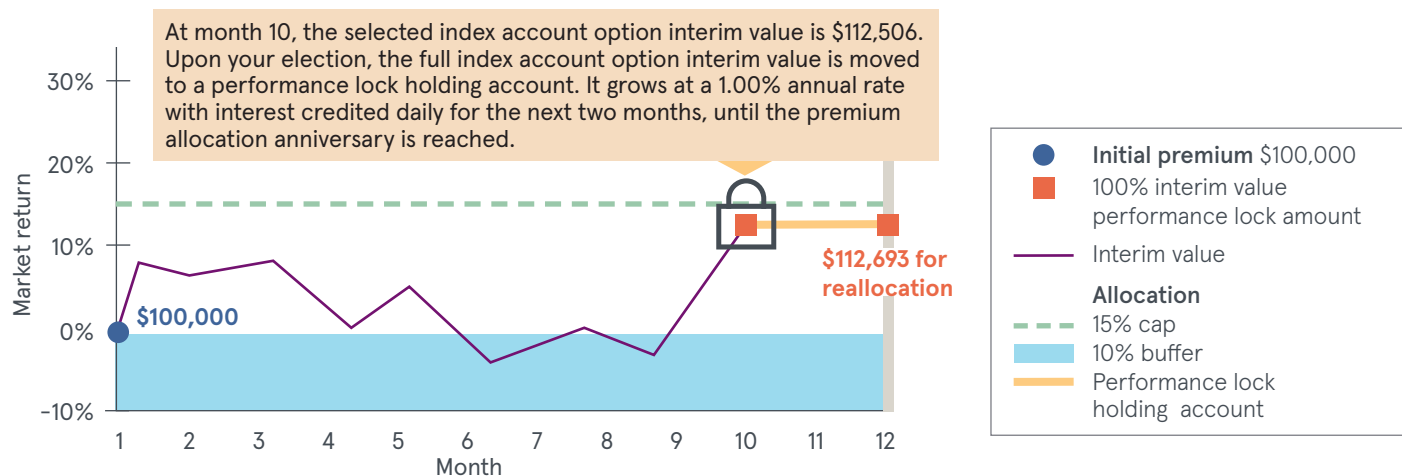 At month 10, the selected index account option interim value is $112,506.
Upon your election, the full index account option interim value is moved
to a performance lock holding account. It grows at a 1.00% annual rate
with interest credited daily for the next two months, until the premium
allocation anniversary is reached.
Market return
30%
20%
10%
0%
-10%
$100,000
$112,693 for
reallocation
1 2 3 4 5 6 7 8 9 10 11 12
Month
Initial premium $100,000
100% interim value
performance lock amount
Interim value
Allocation
15% cap
10% buffer
Performance lock
holding account